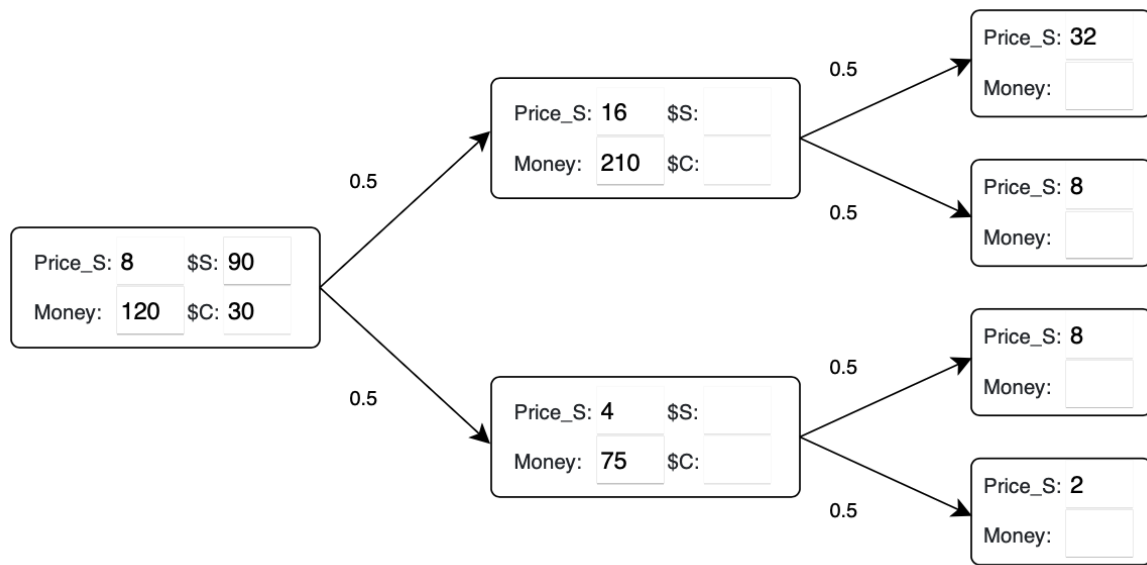 Price_S: 8 $S: 90
Money: 120 $C: 30
0.5
0.5
Price_S: 16 $S:
Money: 210 $C:
Price_S: 4 $S:
Money: 75 $C:
0.5
0.5
0.5
0.5
Price_S: 32
Money:
Price_S: 8
Money:
Price_S: 8
Money:
Price_S: 2
Money: